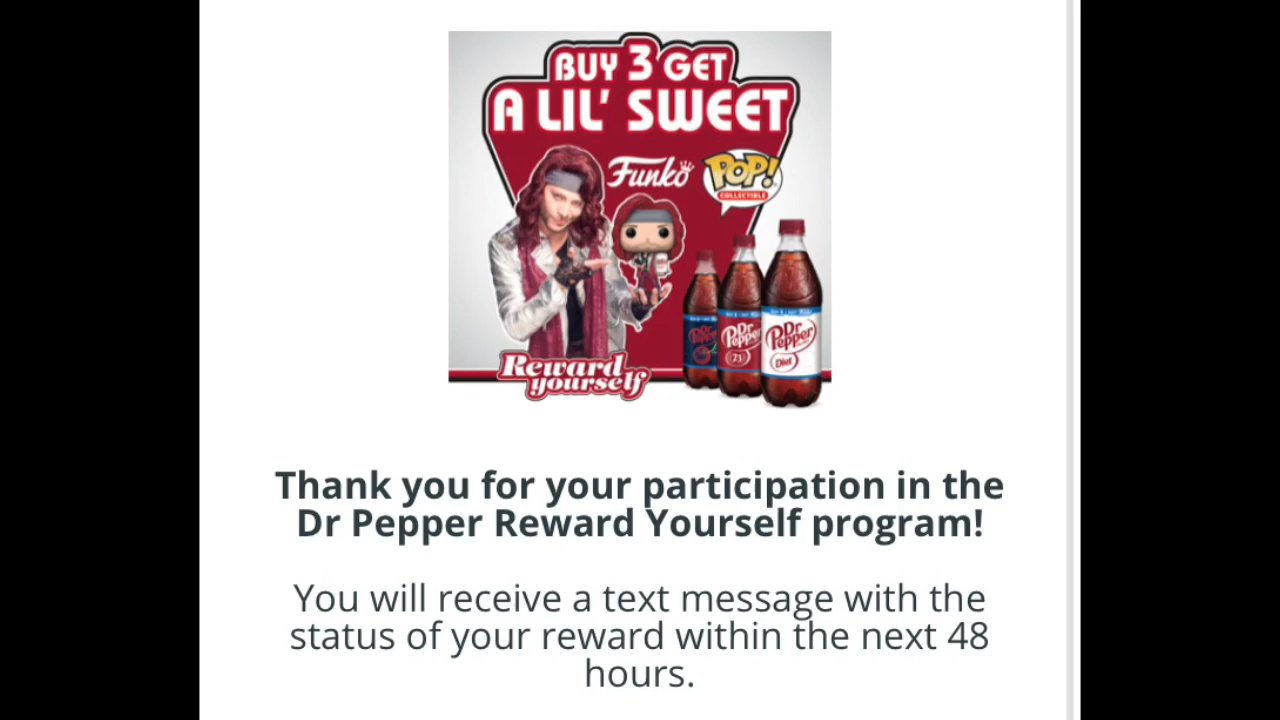 BUY 3 GET
A LIL' SWEET
Funko
POP!
COLLECTIBLE
Dr
Pepper
Dr
Pepper
23
Dr
Pepper
Diet
Reward
yourself
Thank you for your participation in the
Dr Pepper Reward Yourself program!
You will receive a text message with the
status of your reward within the next 48
hours.